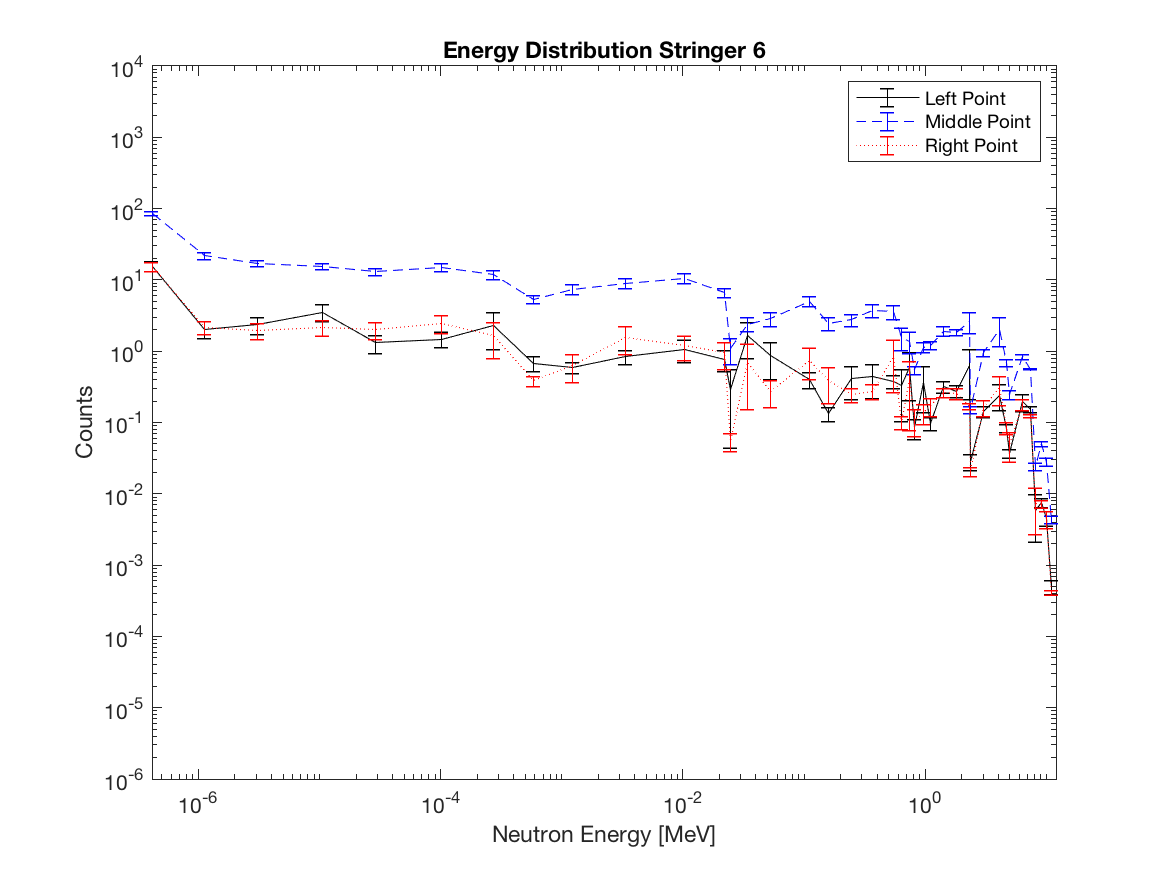 Energy Distribution Stringer 6
Left Point
Middle Point
Right Point
10^4
10^3
10^2
10^1
10^0
10^-1
10^-2
10^-3
10^-4
10^-5
10^-6
Counts
10^-6 10^-4 10^-2 10^0
Neutron Energy [MeV]